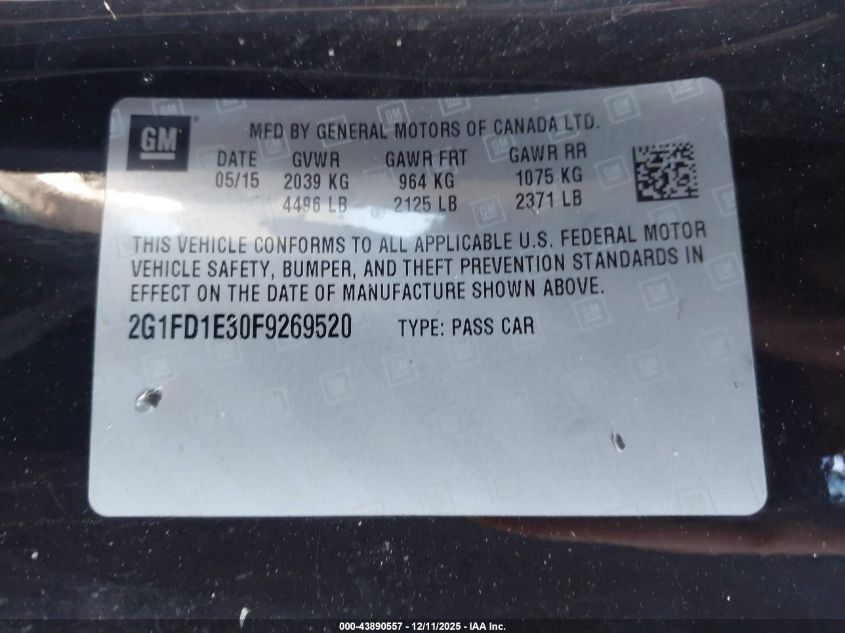 GM
MFD BY GENERAL MOTORS OF CANADA LTD.
DATE GVWR GAWR FRT GAWR RR
05/15 2039 KG 964 KG 1075 KG
4496 LB 2125 LB 2371 LB
THIS VEHICLE CONFORMS TO ALL APPLICABLE U.S. FEDERAL MOTOR
VEHICLE SAFETY, BUMPER, AND THEFT PREVENTION STANDARDS IN
EFFECT ON THE DATE OF MANUFACTURE SHOWN ABOVE.
2G1FD1E30F9269520 TYPE: PASS CAR
000-43890557 - 12/11/2025 - IAA Inc.